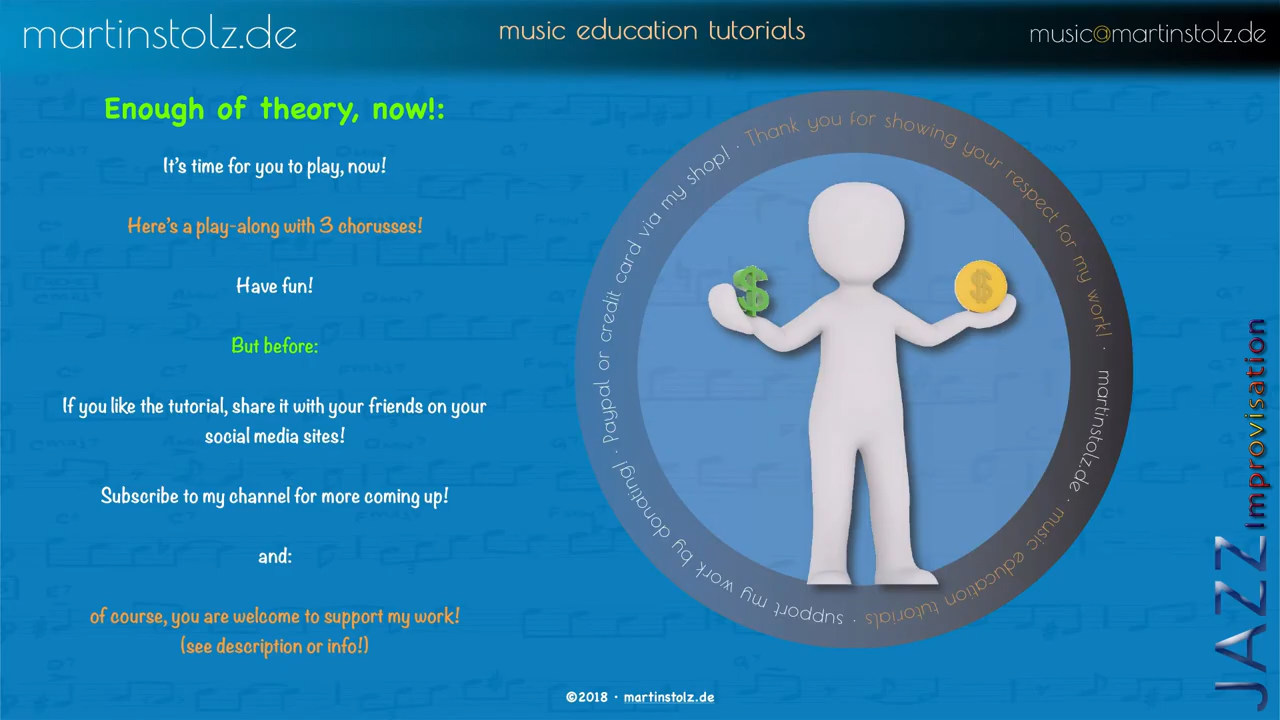 martinstolz.de
music education tutorials
music@martinstolz.de
Enough of theory, now!:
It's time for you to play, now!
Here's a play-along with 3 chorusses!
Have fun!
But before:
If you like the tutorial, share it with your friends on your
social media sites!
Subscribe to my channel for more coming up!
and:
of course, you are welcome to support my work!
(see description or info!)
Thank you for showing your respect for my work! · martinstolz.de · music education tutorials · support my work by donating! · Paypal or credit card via my shop! ·
$
$
JAZZ Improvisation
©2018 · martinstolz.de